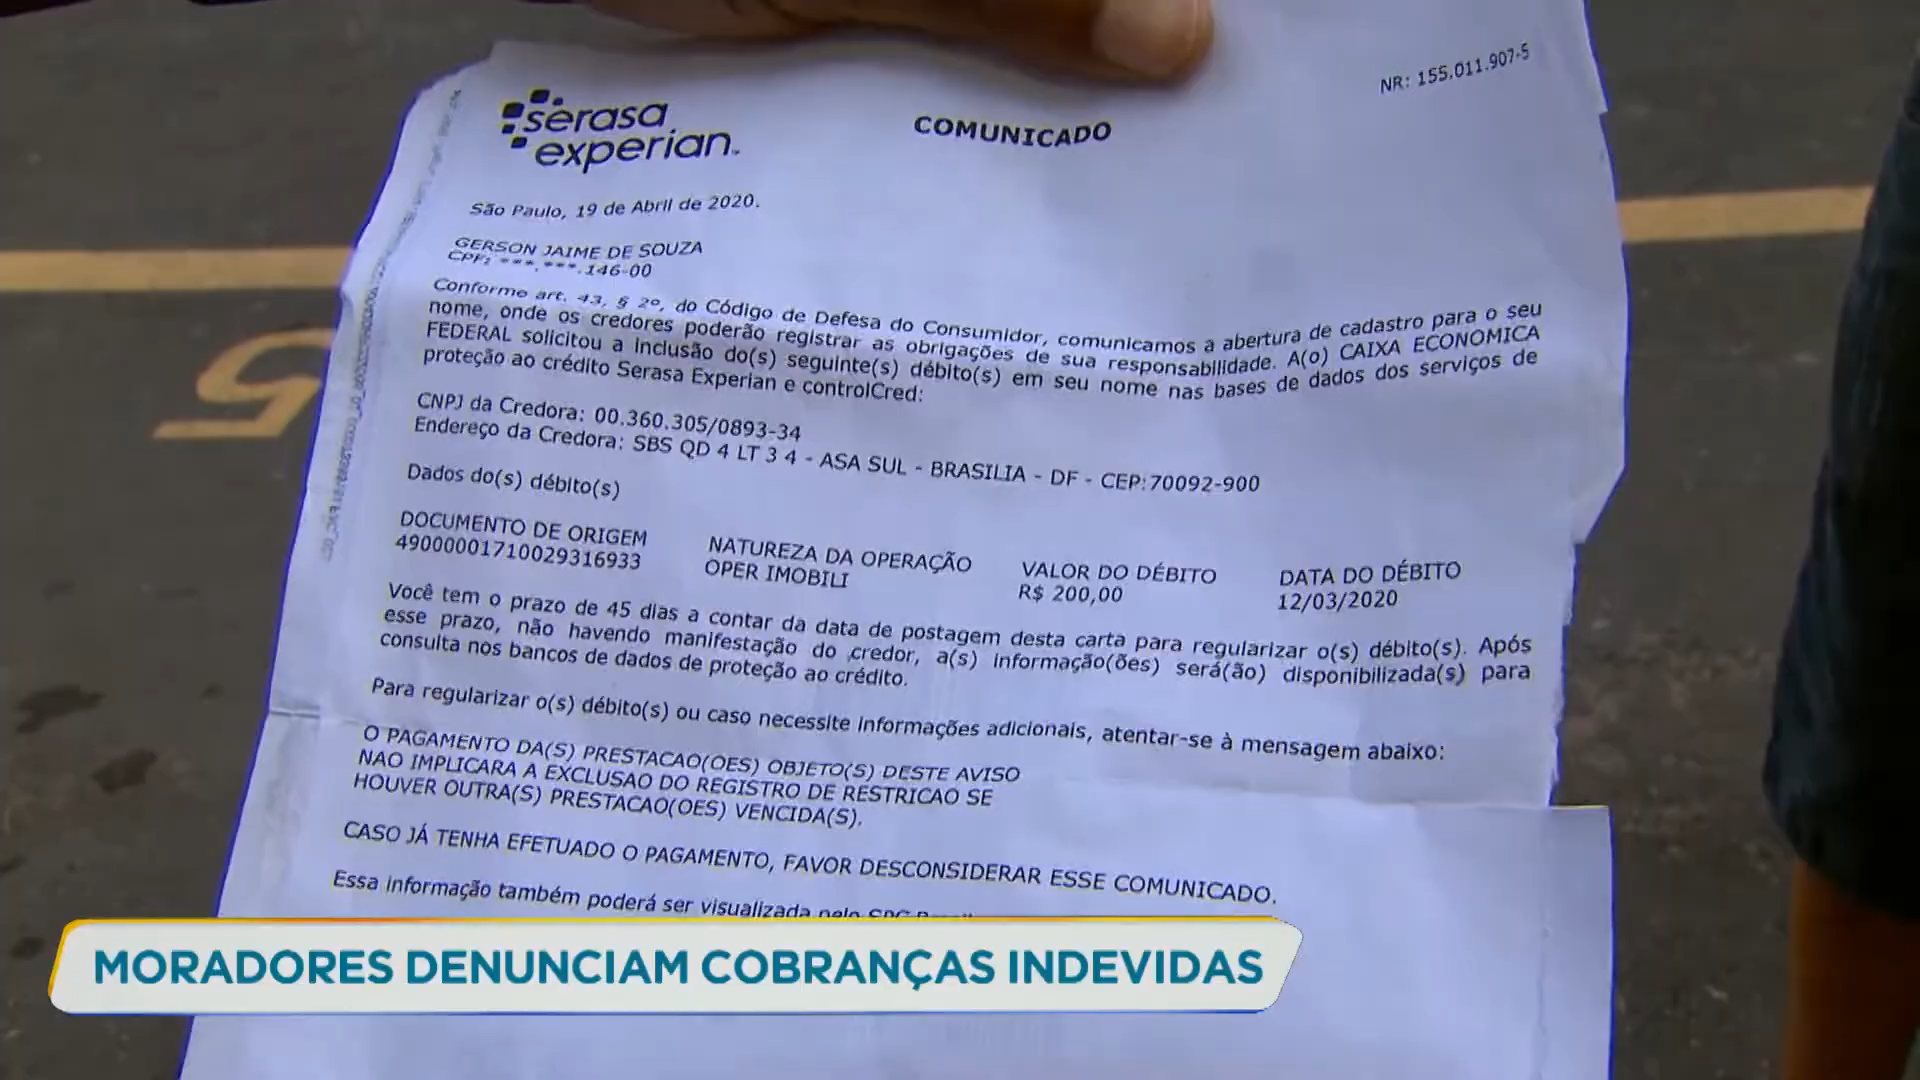 NR: 155.011.907-5
serasa
experian.
COMUNICADO
São Paulo, 19 de Abril de 2020.
GERSON JAIME DE SOUZA
CPF: ***.***.146-00
Conforme art. 43, § 2º, do Código de Defesa do Consumidor, comunicamos a abertura de cadastro para o seu
nome, onde os credores poderão registrar as obrigações de sua responsabilidade. A(o) CAIXA ECONOMICA
FEDERAL solicitou a inclusão do(s) seguinte(s) débito(s) em seu nome nas bases de dados dos serviços de
proteção ao crédito Serasa Experian e controlCred:
CNPJ da Credora: 00.360.305/0893-34
Endereço da Credora: SBS QD 4 LT 3 4 - ASA SUL - BRASILIA - DF - CEP:70092-900
Dados do(s) débito(s)
DOCUMENTO DE ORIGEM NATUREZA DA OPERAÇÃO VALOR DO DÉBITO DATA DO DÉBITO
49000001710029316933 OPER IMOBILI R$ 200,00 12/03/2020
Você tem o prazo de 45 dias a contar da data de postagem desta carta para regularizar o(s) débito(s). Após
esse prazo, não havendo manifestação do credor, a(s) informação(ões) será(ão) disponibilizada(s) para
consulta nos bancos de dados de proteção ao crédito.
Para regularizar o(s) débito(s) ou caso necessite informações adicionais, atentar-se à mensagem abaixo:
O PAGAMENTO DA(S) PRESTACAO(OES) OBJETO(S) DESTE AVISO
NAO IMPLICARA A EXCLUSAO DO REGISTRO DE RESTRICAO SE
HOUVER OUTRA(S) PRESTACAO(OES) VENCIDA(S).
CASO JÁ TENHA EFETUADO O PAGAMENTO, FAVOR DESCONSIDERAR ESSE COMUNICADO.
Essa informação também poderá ser visualizada pelo SPC
MORADORES DENUNCIAM COBRANÇAS INDEVIDAS
5